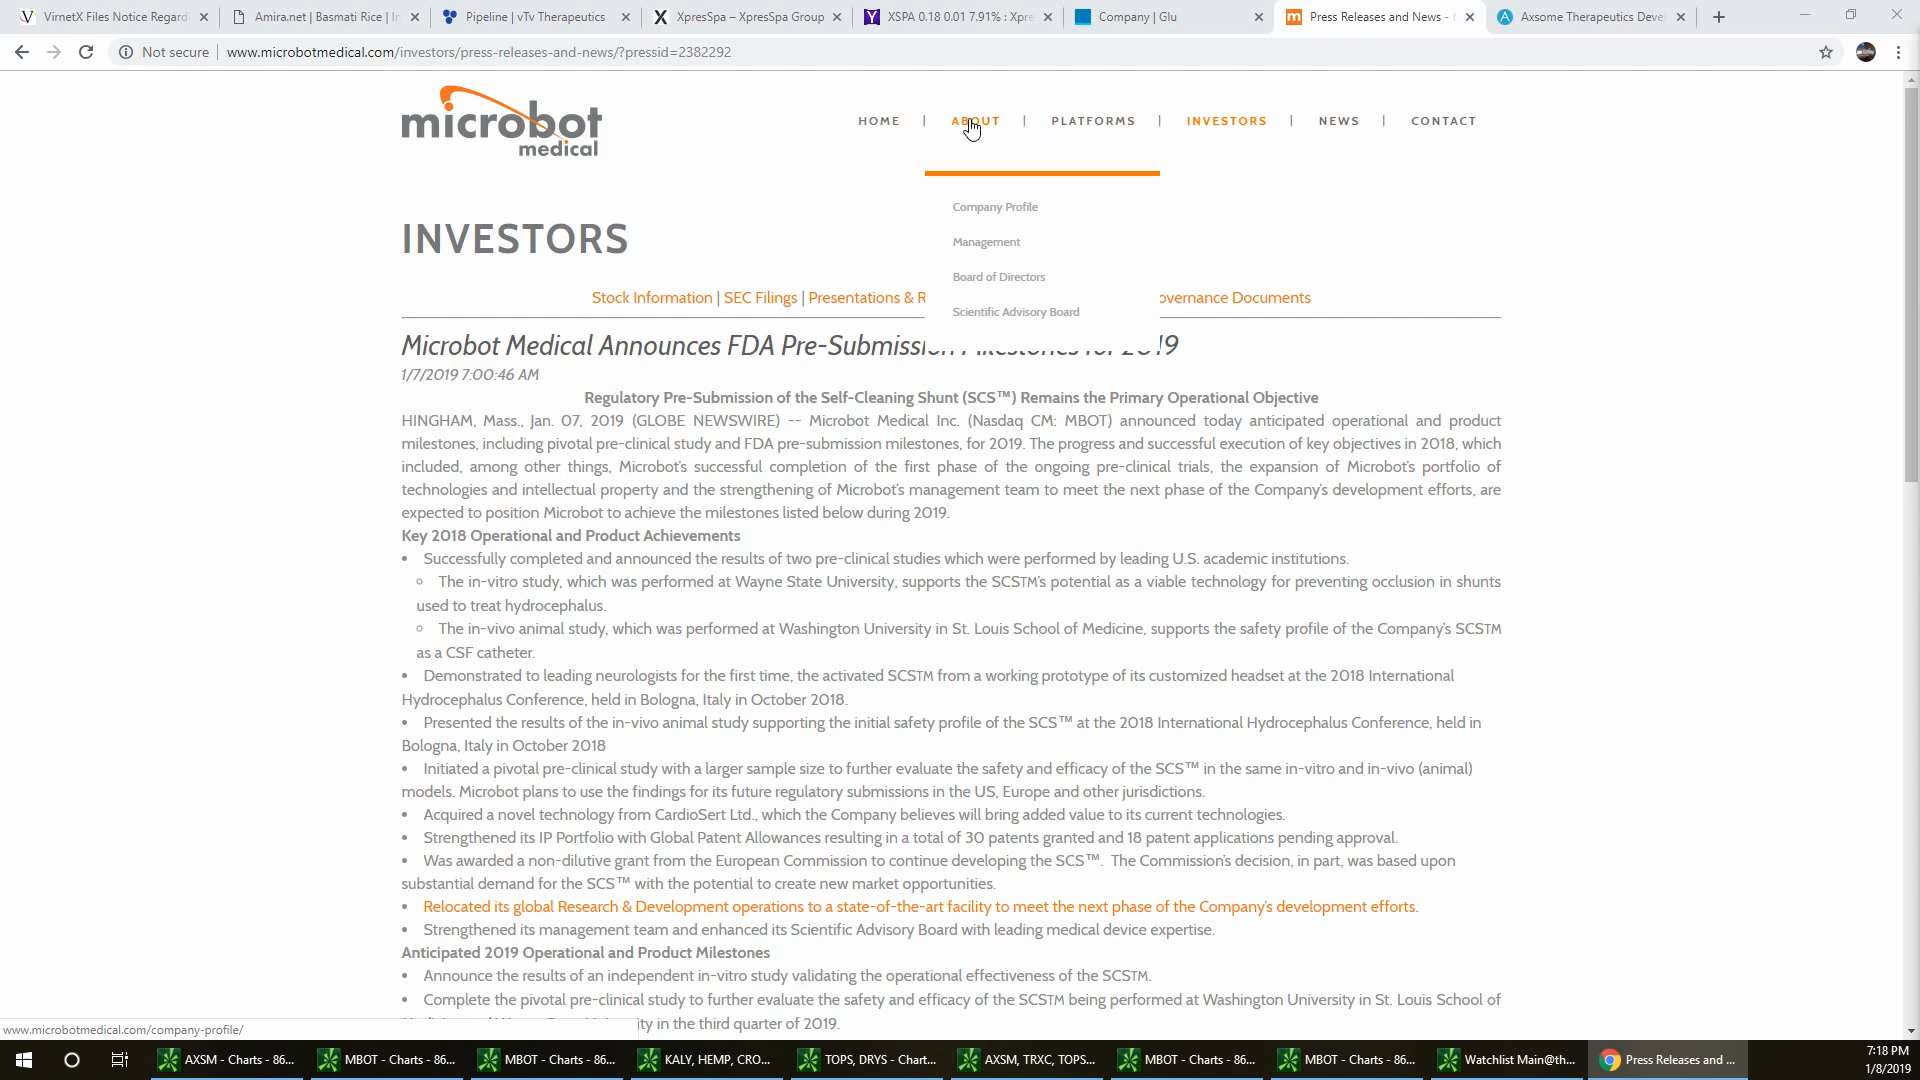 VirnetX Files Notice Regard
Amira.net | Basmati Rice | In
Pipeline | vTv Therapeutics
XpresSpa – XpresSpa Group
XSPA 0.18 0.01 7.91% : Xpre
Company | Glu
Press Releases and News -
Axsome Therapeutics Deve
Not secure | www.microbotmedical.com/investors/press-releases-and-news/?pressid=2382292
microbot
medical
HOME | ABOUT | PLATFORMS | INVESTORS | NEWS | CONTACT
Company Profile
Management
Board of Directors
Scientific Advisory Board
INVESTORS
Stock Information | SEC Filings | Presentations & R overnance Documents
Microbot Medical Announces FDA Pre-Submission Milestones for 2019
1/7/2019 7:00:46 AM
Regulatory Pre-Submission of the Self-Cleaning Shunt (SCS™) Remains the Primary Operational Objective
HINGHAM, Mass., Jan. 07, 2019 (GLOBE NEWSWIRE) -- Microbot Medical Inc. (Nasdaq CM: MBOT) announced today anticipated operational and product
milestones, including pivotal pre-clinical study and FDA pre-submission milestones, for 2019. The progress and successful execution of key objectives in 2018, which
included, among other things, Microbot's successful completion of the first phase of the ongoing pre-clinical trials, the expansion of Microbot's portfolio of
technologies and intellectual property and the strengthening of Microbot's management team to meet the next phase of the Company's development efforts, are
expected to position Microbot to achieve the milestones listed below during 2019.
Key 2018 Operational and Product Achievements
• Successfully completed and announced the results of two pre-clinical studies which were performed by leading U.S. academic institutions.
○ The in-vitro study, which was performed at Wayne State University, supports the SCSTM's potential as a viable technology for preventing occlusion in shunts
used to treat hydrocephalus.
○ The in-vivo animal study, which was performed at Washington University in St. Louis School of Medicine, supports the safety profile of the Company's SCSTM
as a CSF catheter.
• Demonstrated to leading neurologists for the first time, the activated SCSTM from a working prototype of its customized headset at the 2018 International
Hydrocephalus Conference, held in Bologna, Italy in October 2018.
• Presented the results of the in-vivo animal study supporting the initial safety profile of the SCS™ at the 2018 International Hydrocephalus Conference, held in
Bologna, Italy in October 2018
• Initiated a pivotal pre-clinical study with a larger sample size to further evaluate the safety and efficacy of the SCS™ in the same in-vitro and in-vivo (animal)
models. Microbot plans to use the findings for its future regulatory submissions in the US, Europe and other jurisdictions.
• Acquired a novel technology from CardioSert Ltd., which the Company believes will bring added value to its current technologies.
• Strengthened its IP Portfolio with Global Patent Allowances resulting in a total of 30 patents granted and 18 patent applications pending approval.
• Was awarded a non-dilutive grant from the European Commission to continue developing the SCS™. The Commission's decision, in part, was based upon
substantial demand for the SCS™ with the potential to create new market opportunities.
• Relocated its global Research & Development operations to a state-of-the-art facility to meet the next phase of the Company's development efforts.
• Strengthened its management team and enhanced its Scientific Advisory Board with leading medical device expertise.
Anticipated 2019 Operational and Product Milestones
• Announce the results of an independent in-vitro study validating the operational effectiveness of the SCSTM.
• Complete the pivotal pre-clinical study to further evaluate the safety and efficacy of the SCSTM being performed at Washington University in St. Louis School of
ity in the third quarter of 2019.
www.microbotmedical.com/company-profile/
AXSM - Charts - 86...
MBOT - Charts - 86...
MBOT - Charts - 86...
KALY, HEMP, CRO...
TOPS, DRYS - Chart...
AXSM, TRXC, TOPS...
MBOT - Charts - 86...
MBOT - Charts - 86...
Watchlist Main@th...
Press Releases and ...
7:18 PM
1/8/2019